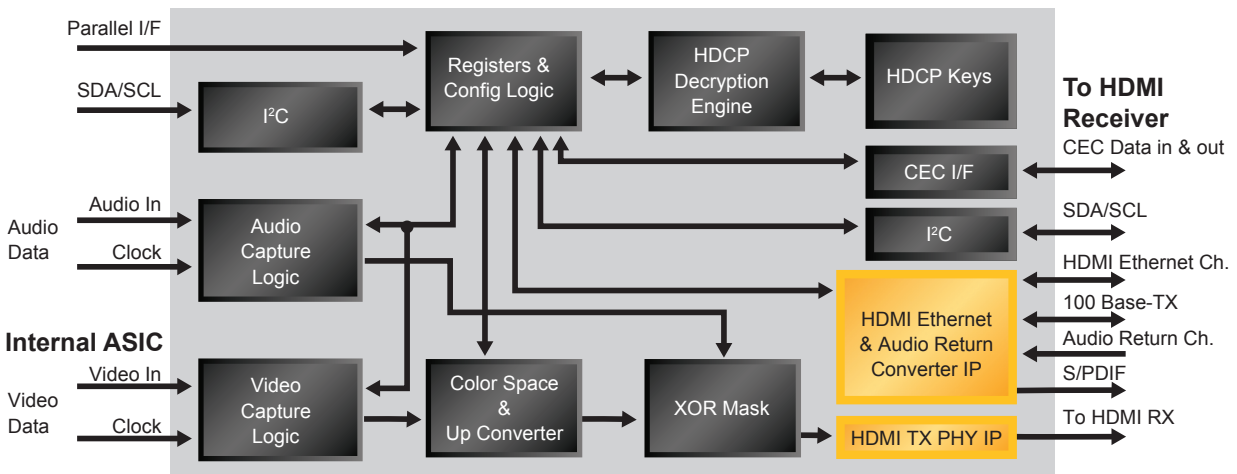 Parallel I/F
SDA/SCL
I²C
Registers &
Config Logic
HDCP
Decryption
Engine
HDCP Keys
To HDMI
Receiver
CEC Data in & out
CEC I/F
SDA/SCL
I²C
Audio
Data
Audio In
Clock
Audio
Capture
Logic
HDMI Ethernet Ch.
100 Base-TX
Audio Return Ch.
S/PDIF
HDMI Ethernet
& Audio Return
Converter IP
Internal ASIC
Video
Data
Video In
Clock
Video
Capture
Logic
Color Space
&
Up Converter
XOR Mask
HDMI TX PHY IP
To HDMI RX